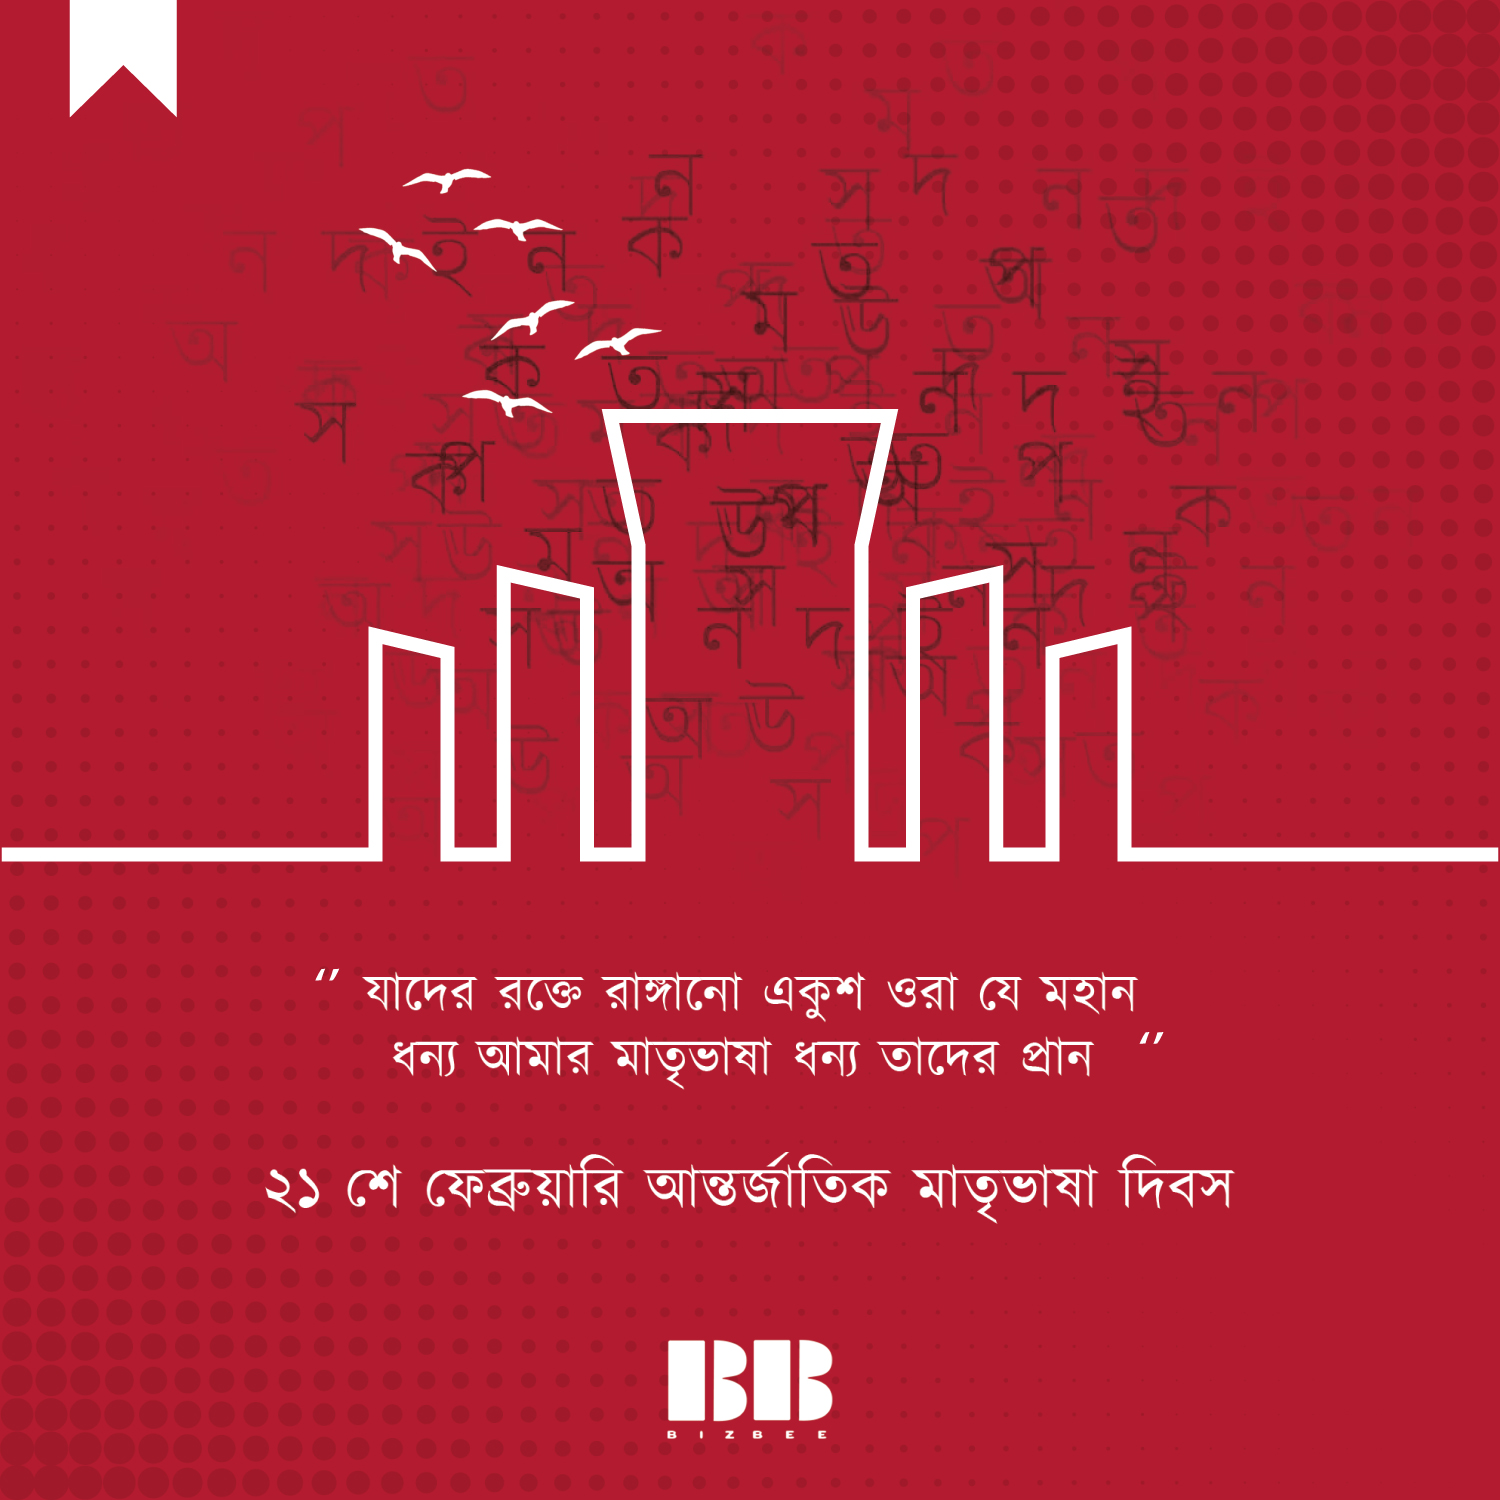 ‘‘ যাদের রক্তে রাঙ্গানো একুশ ওরা যে মহান
ধন্য আমার মাতৃভাষা ধন্য তাদের প্রান ’’
২১ শে ফেব্রুয়ারি আন্তর্জাতিক মাতৃভাষা দিবস
BB
BIZBEE